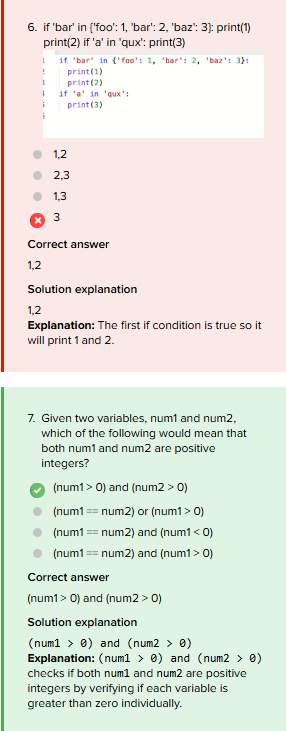 6. if 'bar' in {'foo': 1, 'bar': 2, 'baz': 3}: print(1)
print(2) if 'a' in 'qux': print(3)
if 'bar' in {'foo': 1, 'bar': 2, 'baz': 3}:
print(1)
print(2)
if 'a' in 'qux':
print(3)
1,2
2,3
1,3
3
Correct answer
1,2
Solution explanation
1,2
Explanation: The first if condition is true so it
will print 1 and 2.
7. Given two variables, num1 and num2,
which of the following would mean that
both num1 and num2 are positive
integers?
(num1 > 0) and (num2 > 0)
(num1 == num2) or (num1 > 0)
(num1 == num2) and (num1 < 0)
(num1 == num2) and (num1 > 0)
Correct answer
(num1 > 0) and (num2 > 0)
Solution explanation
(num1 > 0) and (num2 > 0)
Explanation: (num1 > 0) and (num2 > 0)
checks if both num1 and num2 are positive
integers by verifying if each variable is
greater than zero individually.